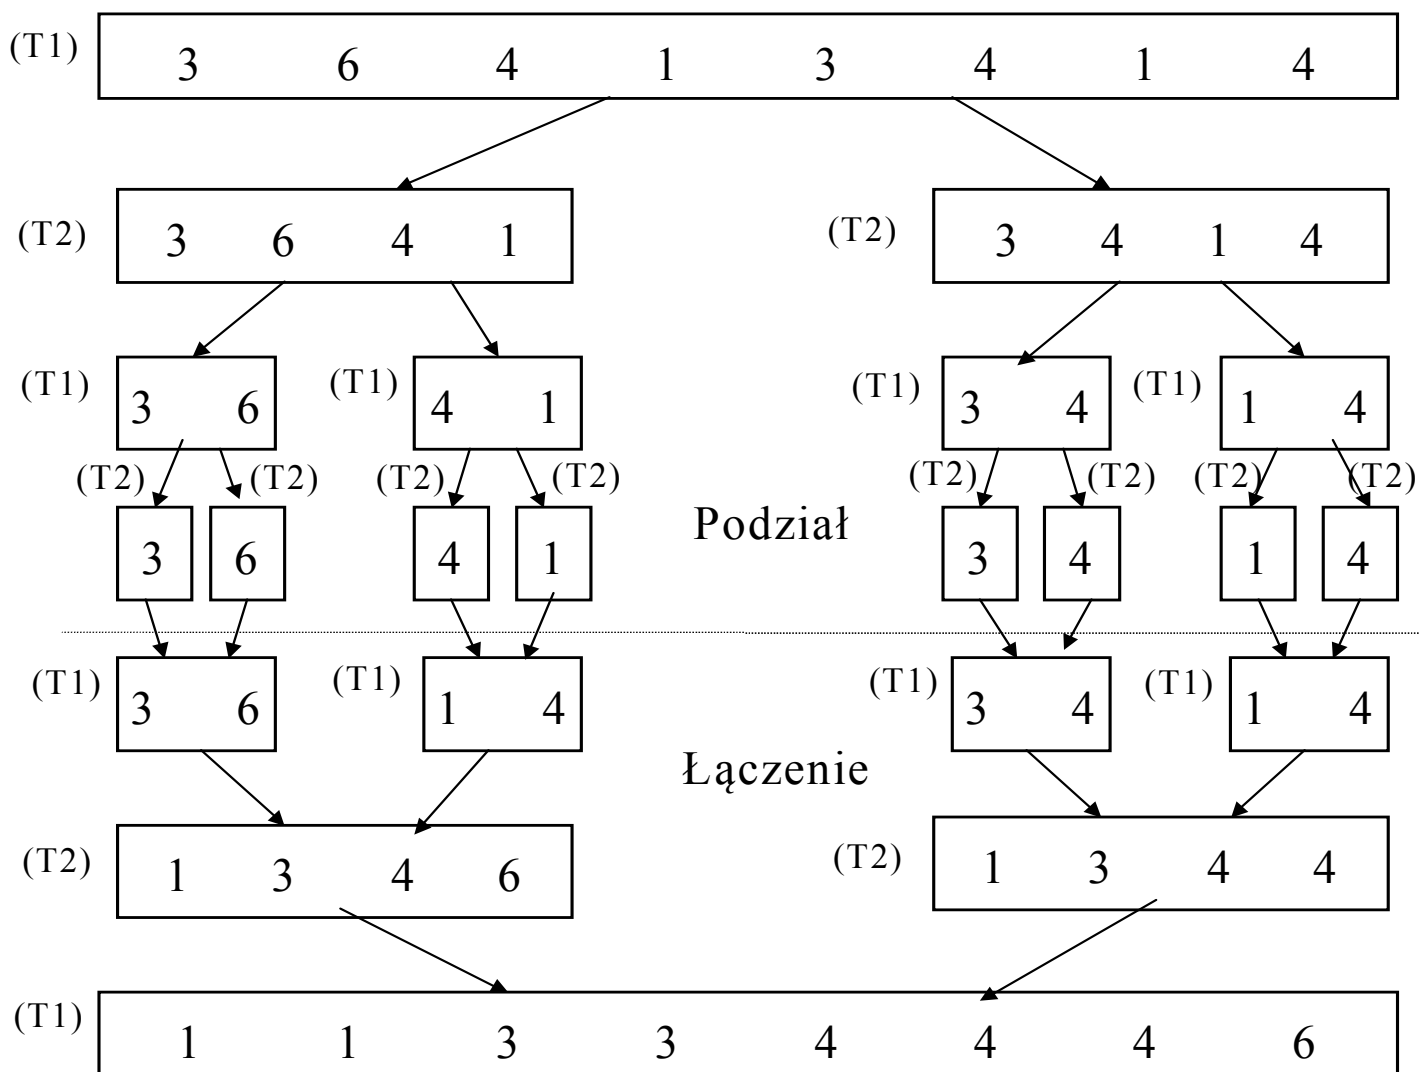 (T1) 3 6 4 1 3 4 1 4
(T2) 3 6 4 1 (T2) 3 4 1 4
(T1) 3 6 (T1) 4 1 (T1) 3 4 (T1) 1 4
(T2) (T2) (T2) (T2) (T2) (T2) (T2) (T2)
3 6 4 1 3 4 1 4
Podział
(T1) 3 6 (T1) 1 4 (T1) 3 4 (T1) 1 4
Łączenie
(T2) 1 3 4 6 (T2) 1 3 4 4
(T1) 1 1 3 3 4 4 4 6